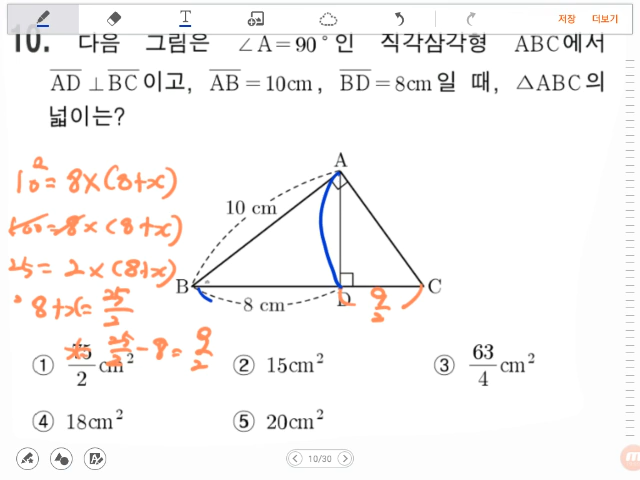 저장 더보기
10. 다음 그림은 ∠A=90°인 직각삼각형 ABC에서
AD⊥BC이고, AB=10cm, BD=8cm일 때, △ABC의
넓이는?
A
10² = 8×(8+x)
10 cm
100=8×(8+x)
25=2×(8+x)
B
D
C
8 cm
9/2
8+x=25/2
x=25/2-8=9/2
① 75/2 cm²
② 15cm²
③ 63/4 cm²
④ 18cm²
⑤ 20cm²
10/30